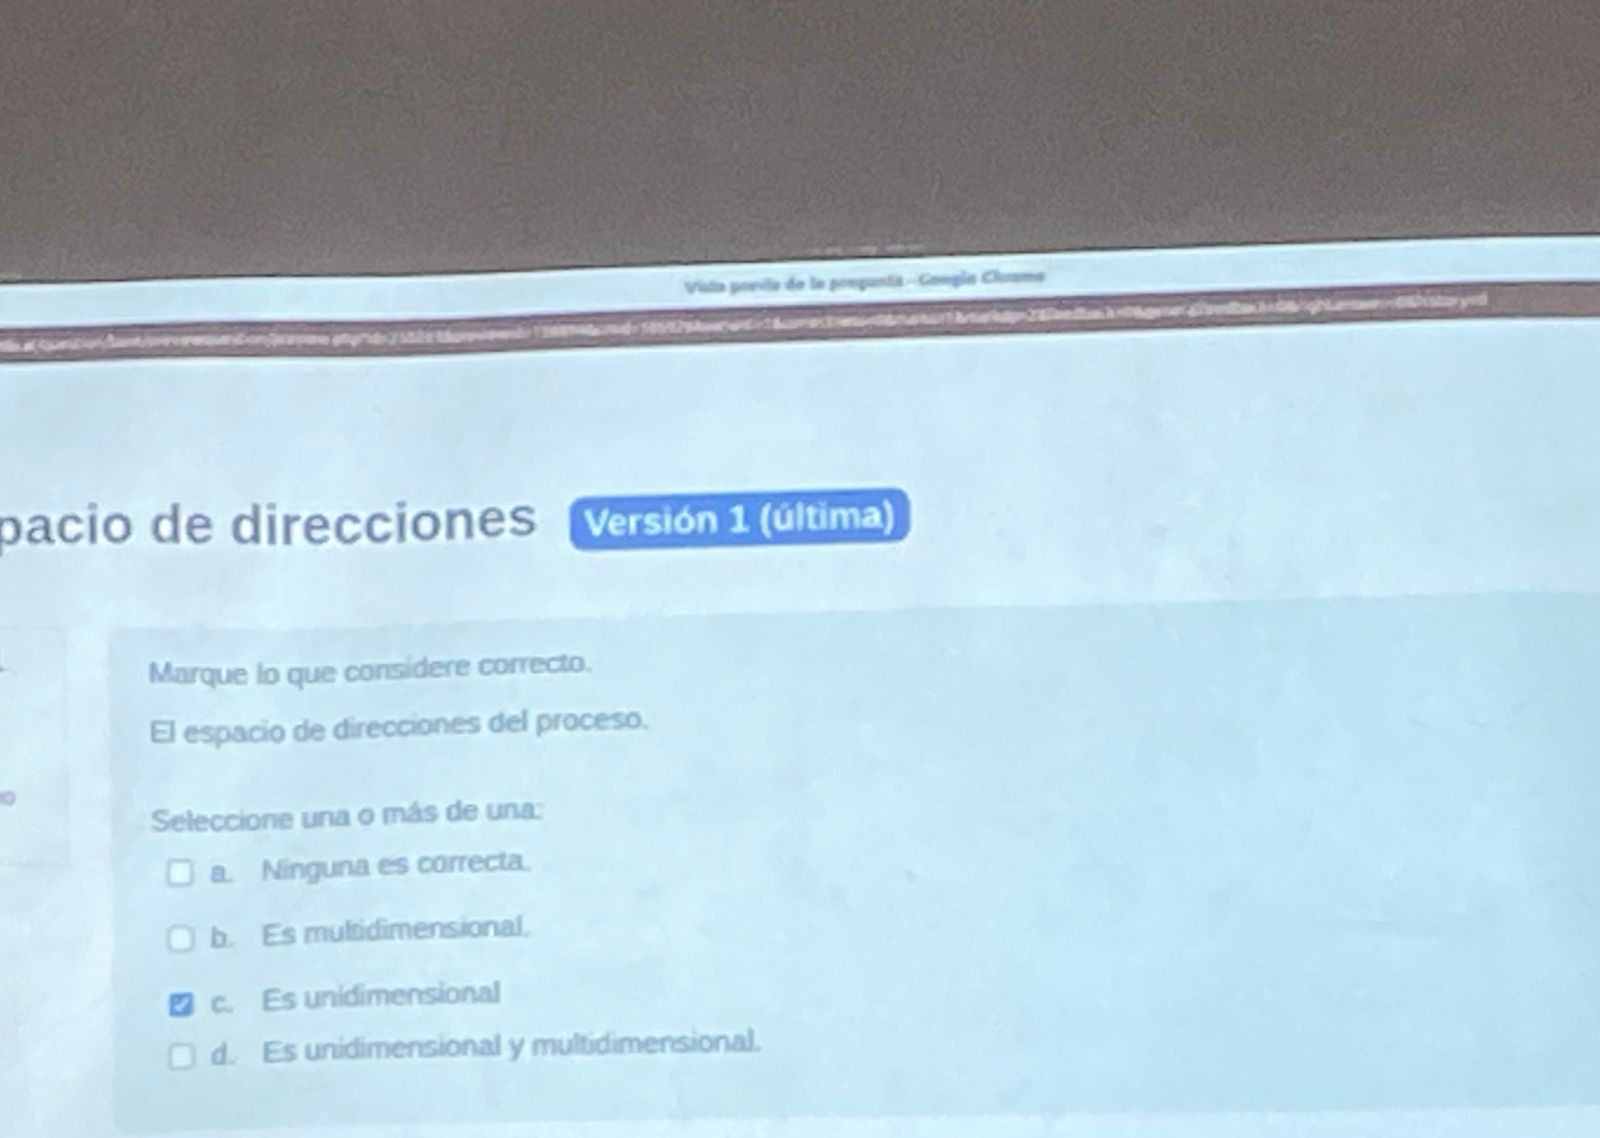 Vista previa de la pregunta - Google Chrome
pacio de direcciones Versión 1 (última)
Marque lo que considere correcto.
El espacio de direcciones del proceso.
Seleccione una o más de una:
a. Ninguna es correcta.
b. Es multidimensional.
c. Es unidimensional
d. Es unidimensional y multidimensional.